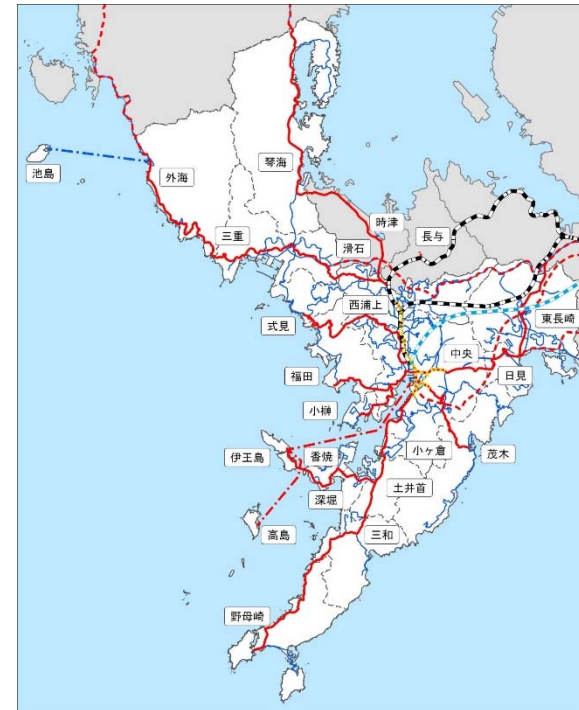 池島
外海
琴海
三重
時津
滑石
長与
西浦上
式見
東長崎
中央
福田
日見
小榊
伊王島
香焼
小ヶ倉
茂木
深堀
土井首
高島
三和
野母崎